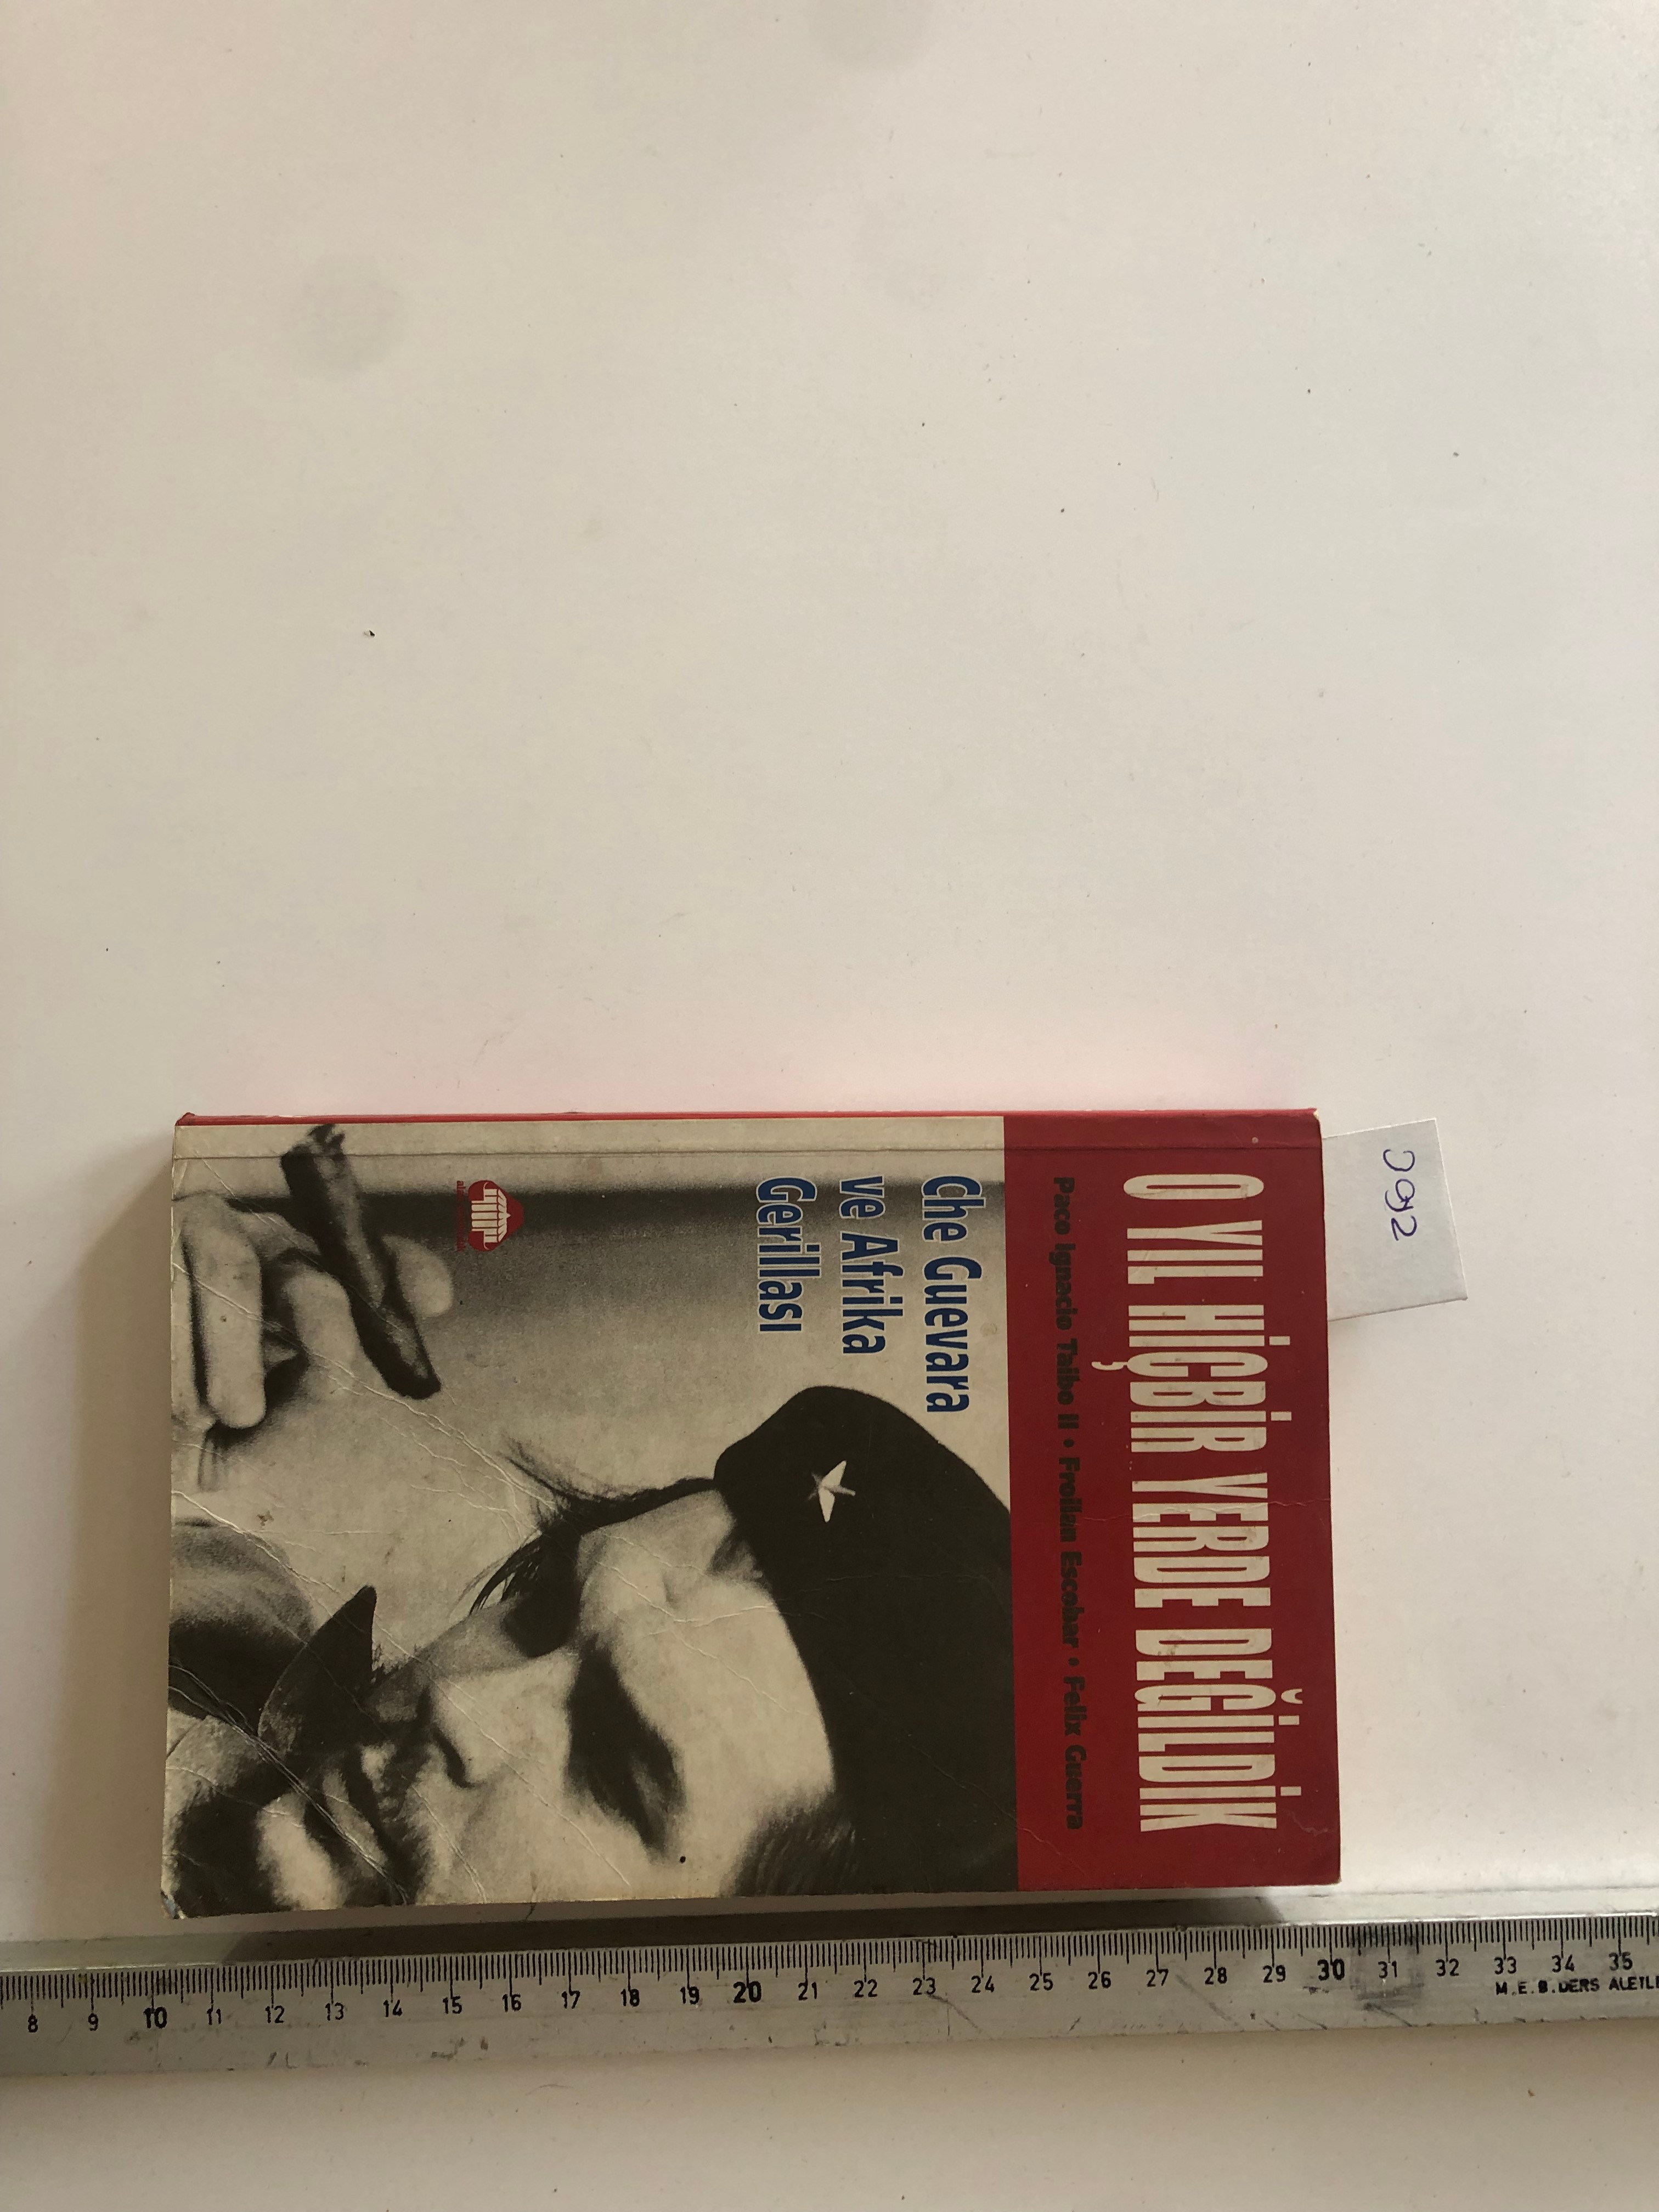 O YIL HİÇBİR YERDE DEĞİLDİK
Paco Ignacio Taibo II • Froilan Escobar • Felix Guerra
Che Guevara
ve Afrika
Gerillası
8 9 10 11 12 13 14 15 16 17 18 19 20 21 22 23 24 25 26 27 28 29 30 31 32 33 34 35
M.E.B. DERS